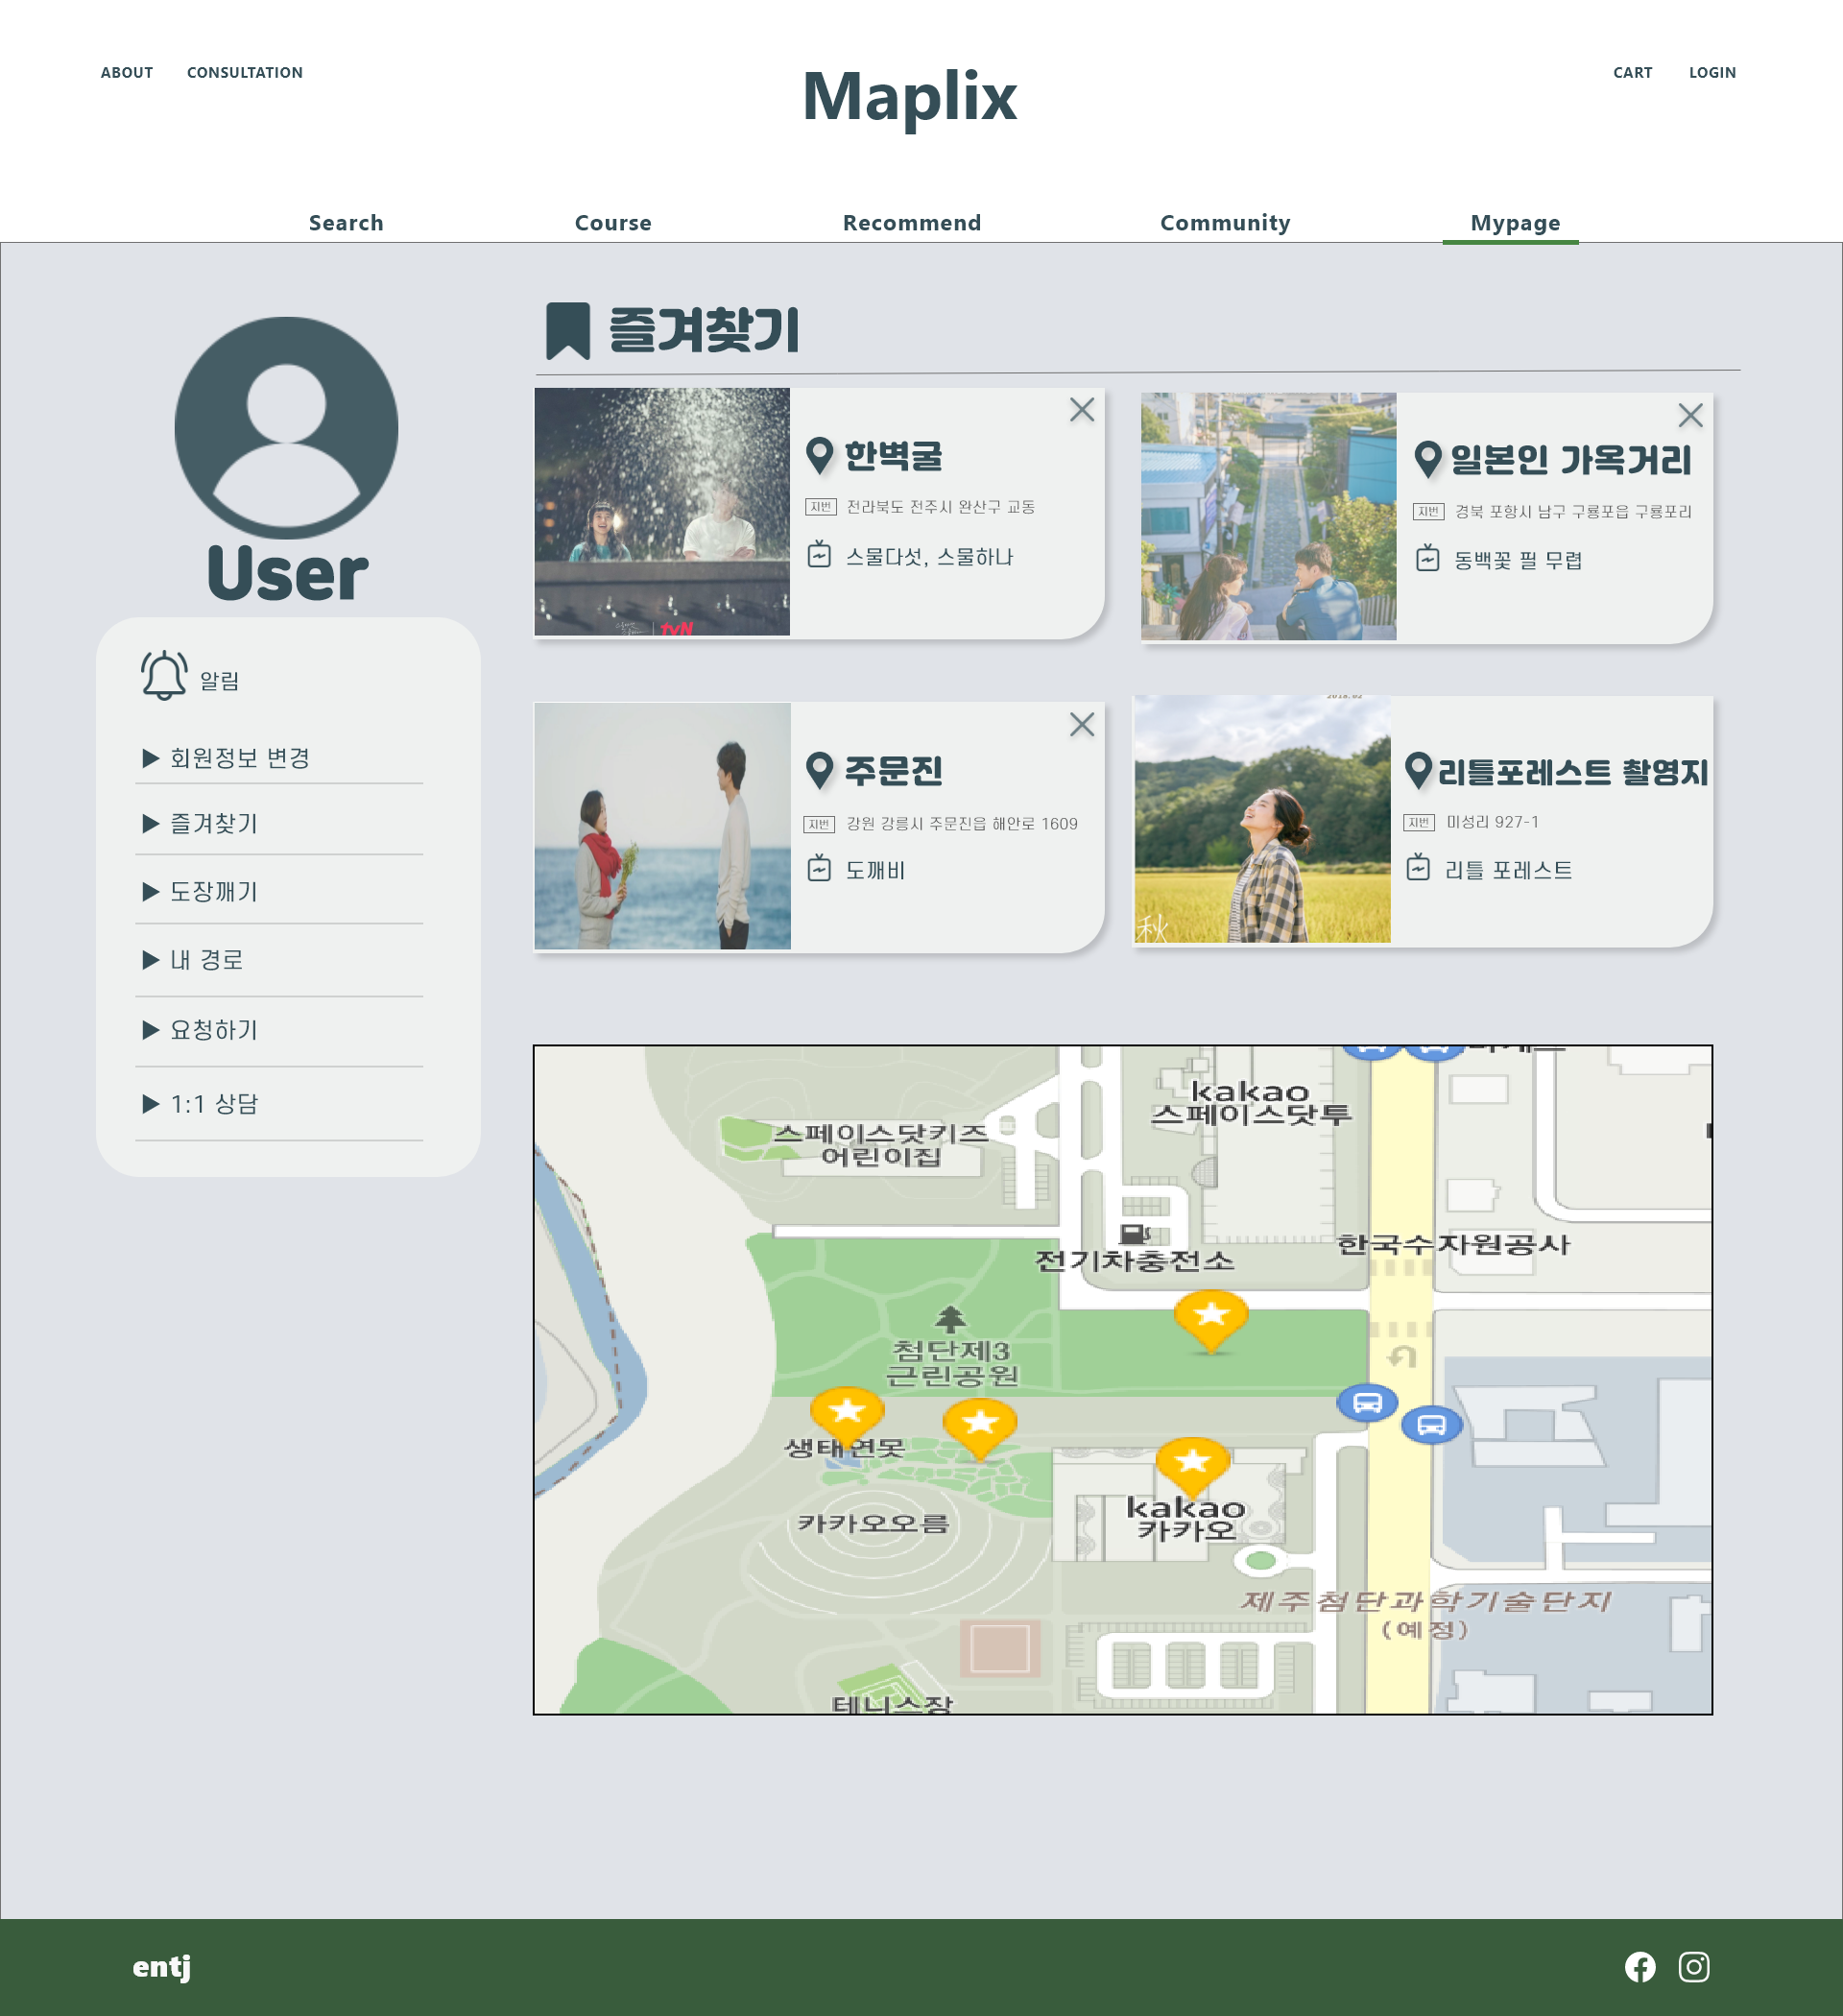 ABOUT CONSULTATION
Maplix
CART LOGIN
Search Course Recommend Community Mypage
User
알림
▶ 회원정보 변경
▶ 즐겨찾기
▶ 도장깨기
▶ 내 경로
▶ 요청하기
▶ 1:1 상담
즐겨찾기
한벽굴
지번 전라북도 전주시 완산구 교동
스물다섯, 스물하나
tvN
일본인 가옥거리
지번 경북 포항시 남구 구룡포읍 구룡포리
동백꽃 필 무렵
주문진
지번 강원 강릉시 주문진읍 해안로 1609
도깨비
리틀포레스트 촬영지
지번 미성리 927-1
리틀 포레스트
秋
kakao
스페이스닷투
스페이스닷키즈
어린이집
전기차충전소
한국수자원공사
첨단제3
근린공원
생태연못
카카오오름
kakao
카카오
제주첨단과학기술단지
(예정)
테니스장
entj